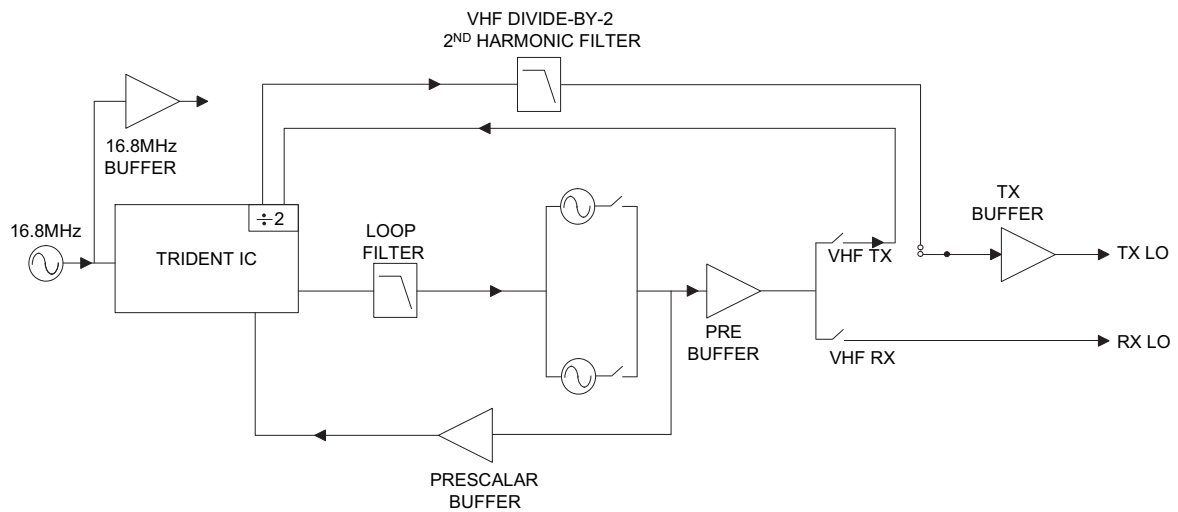 VHF DIVIDE-BY-2
2ND HARMONIC FILTER
16.8MHz
BUFFER
16.8MHz
÷2
TRIDENT IC
LOOP
FILTER
TX
BUFFER
VHF TX
TX LO
PRE
BUFFER
VHF RX
RX LO
PRESCALAR
BUFFER